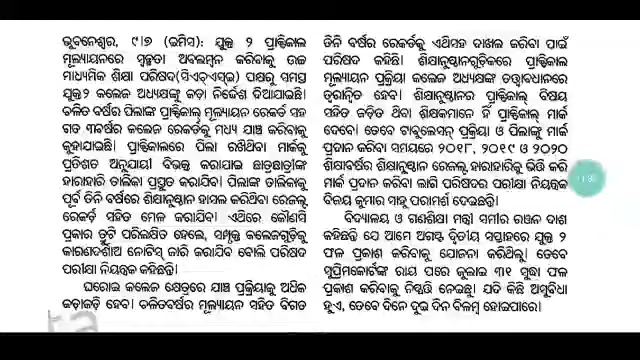 ଭୁବନେଶ୍ୱର, ୯।୭ (ଇମିସ): ଯୁକ୍ତ ୨ ପ୍ରାକ୍ଟିକାଲ
ମୂଲ୍ୟାୟନରେ ସ୍ୱଚ୍ଛତା ଅବଲମ୍ବନ କରିବାକୁ ଉଚ୍ଚ
ମାଧ୍ୟମିକ ଶିକ୍ଷା ପରିଷଦ(ସିଏଚ୍‌ଏସ୍‌ଇ) ପକ୍ଷରୁ ସମସ୍ତ
ଯୁକ୍ତ୨ କଲେଜ ଅଧ୍ୟକ୍ଷଙ୍କୁ କଡ଼ା ନିର୍ଦ୍ଦେଶ ଦିଆଯାଇଛି।
ଚଳିତ ବର୍ଷର ପିଲାଙ୍କ ପ୍ରାକ୍ଟିକାଲ୍ ମୂଲ୍ୟାୟନ ରେକର୍ଡ ସହ
ଗତ ୩ବର୍ଷର କଲେଜ ରେକର୍ଡକୁ ମଧ୍ୟ ଯାଞ୍ଚ କରିବାକୁ
କୁହାଯାଇଛି। ପ୍ରାକ୍ଟିକାଲରେ ପିଲା ରଖିଥିବା ମାର୍କକୁ
ପ୍ରତିଶତ ଅନୁଯାୟୀ ବିଭକ୍ତ କରାଯାଇ ଛାତ୍ରଛାତ୍ରୀଙ୍କ
ହାରାହାରି ତାଲିକା ପ୍ରସ୍ତୁତ କରାଯିବ। ପିଲାଙ୍କ ତାଲିକାକୁ
ପୂର୍ବ ତିନି ବର୍ଷରେ ଶିକ୍ଷାନୁଷ୍ଠାନ ହାସଲ କରିଥିବା ରେଜଲ୍ଟ
ରେକର୍ଡ଼ ସହିତ ମେଳ କରାଯିବ। ଏଥିରେ କୌଣସି
ପ୍ରକାର ତ୍ରୁଟି ପରିଲକ୍ଷିତ ହେଲେ, ସମ୍ପୃକ୍ତ କଲେଜଗୁଡ଼ିକୁ
କାରଣଦର୍ଶାଅ ନୋଟିସ୍ ଜାରି କରାଯିବ ବୋଲି ପରିଷଦ
ପରୀକ୍ଷା ନିୟନ୍ତ୍ରକ କହିଛନ୍ତି।
ଘରୋଇ କଲେଜ କ୍ଷେତ୍ରରେ ଯାଞ୍ଚ ପ୍ରକ୍ରିୟାକୁ ଅଧିକ
କଡ଼ାକଡ଼ି ହେବ। ଚଳିତବର୍ଷର ମୂଲ୍ୟାୟନ ସହିତ ବିଗତ
ତିନି ବର୍ଷର ରେକର୍ଡକୁ ଏଥିସହ ଦାଖଲ କରିବା ପାଇଁ
ପରିଷଦ କହିଛି। ଶିକ୍ଷାନୁଷ୍ଠାନଗୁଡ଼ିକରେ ପ୍ରାକ୍ଟିକାଲ
ମୂଲ୍ୟାୟନ ପ୍ରକ୍ରିୟା କଲେଜ ଅଧ୍ୟକ୍ଷଙ୍କ ତତ୍ତ୍ୱାବଧାନରେ
ତ୍ୱରାନ୍ୱିତ ହେବ। ଶିକ୍ଷାନୁଷ୍ଠାନର ପ୍ରାକ୍ଟିକାଲ୍ ବିଷୟ
ସହିତ ଜଡ଼ିତ ଥିବା ଶିକ୍ଷକମାନେ ହିଁ ପ୍ରାକ୍ଟିକାଲ୍ ମାର୍କ
ଦେବେ। ତେବେ ଟାବୁଲେସନ୍ ପ୍ରକ୍ରିୟା ଓ ପିଲାଙ୍କୁ ମାର୍କ
ପ୍ରଦାନ କରିବା ସମୟରେ ୨୦୧୮, ୨୦୧୯ ଓ ୨୦୨୦
ଶିକ୍ଷାବର୍ଷର ଶିକ୍ଷାନୁଷ୍ଠାନ ରେଜଲ୍ଟ ହାରାହାରିକୁ ଭିତ୍ତି କରି
ମାର୍କ ପ୍ରଦାନ କରିବା ଲାଗି ପରିଷଦର ପରୀକ୍ଷା ନିୟନ୍ତ୍ରକ
ବିଜୟ କୁମାର ସାହୁ ପରାମର୍ଶ ଦେଇଛନ୍ତି।
ବିଦ୍ୟାଳୟ ଓ ଗଣଶିକ୍ଷା ମନ୍ତ୍ରୀ ସମୀର ରଞ୍ଜନ ଦାଶ
କହିଛନ୍ତି ଯେ ଆମେ ଅଗଷ୍ଟ ଦ୍ୱିତୀୟ ସପ୍ତାହରେ ଯୁକ୍ତ ୨
ଫଳ ପ୍ରକାଶ କରିବାକୁ ଯୋଜନା କରିଥିଲୁ। ତେବେ
ସୁପ୍ରିମକୋର୍ଟଙ୍କ ରାୟ ପରେ ଜୁଲାଇ ୩୧ ସୁଦ୍ଧା ଫଳ
ପ୍ରକାଶ କରିବାକୁ ନିଷ୍ପତ୍ତି ନେଇଛୁ। ଯଦି କିଛି ଅସୁବିଧା
ହୁଏ, ତେବେ ଦିନେ ଦୁଇ ଦିନ ବିଳମ୍ବ ହୋଇପାରେ।